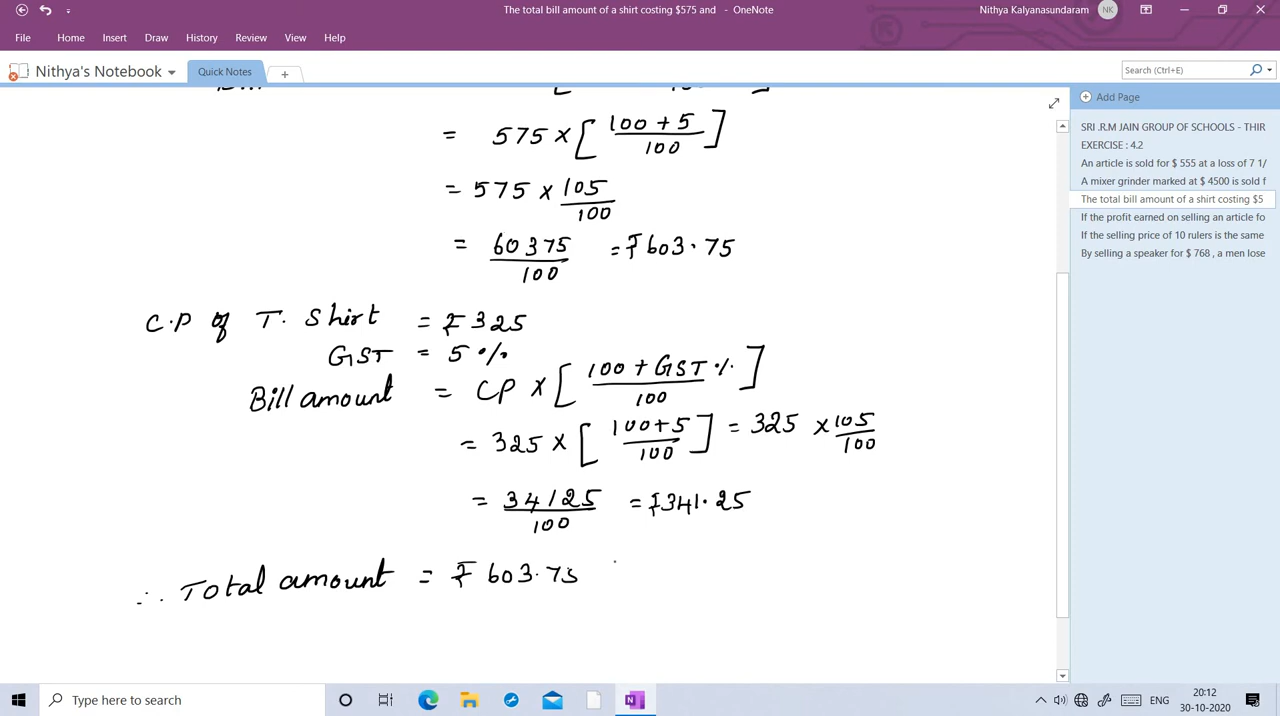 The total bill amount of a shirt costing $575 and - OneNote
Nithya Kalyanasundaram NK
File Home Insert Draw History Review View Help
Nithya's Notebook Quick Notes +
Search (Ctrl+E)
Add Page
SRI .R.M JAIN GROUP OF SCHOOLS - THIR
EXERCISE : 4.2
An article is sold for $ 555 at a loss of 7 1/
A mixer grinder marked at $ 4500 is sold f
The total bill amount of a shirt costing $5
If the profit earned on selling an article fo
If the selling price of 10 rulers is the same
By selling a speaker for $ 768 , a men lose
= 575 × [ 100 + 5 / 100 ]
= 575 × 105 / 100
= 60375 / 100 = ₹603.75
C.P of T. Shirt = ₹325
GST = 5 %
Bill amount = CP × [ 100 + GST % / 100 ]
= 325 × [ 100+5 / 100 ] = 325 × 105 / 100
= 34125 / 100 = ₹341.25
∴ Total amount = ₹ 603.75
Type here to search
ENG
20:12
30-10-2020